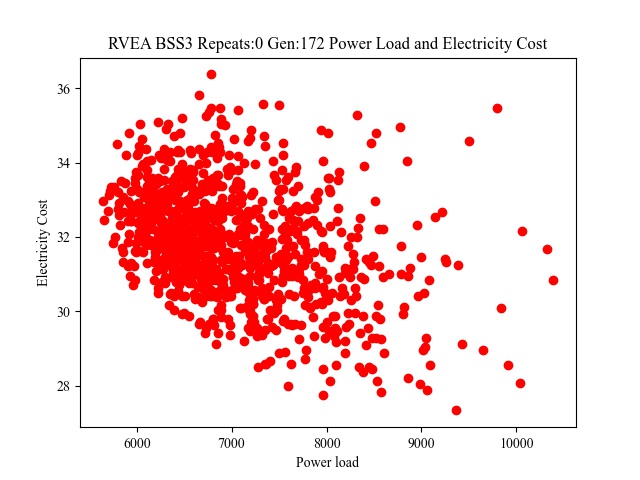 RVEA BSS3 Repeats:0 Gen:172 Power Load and Electricity Cost
36
34
32
30
28
Electricity Cost
6000 7000 8000 9000 10000
Power load